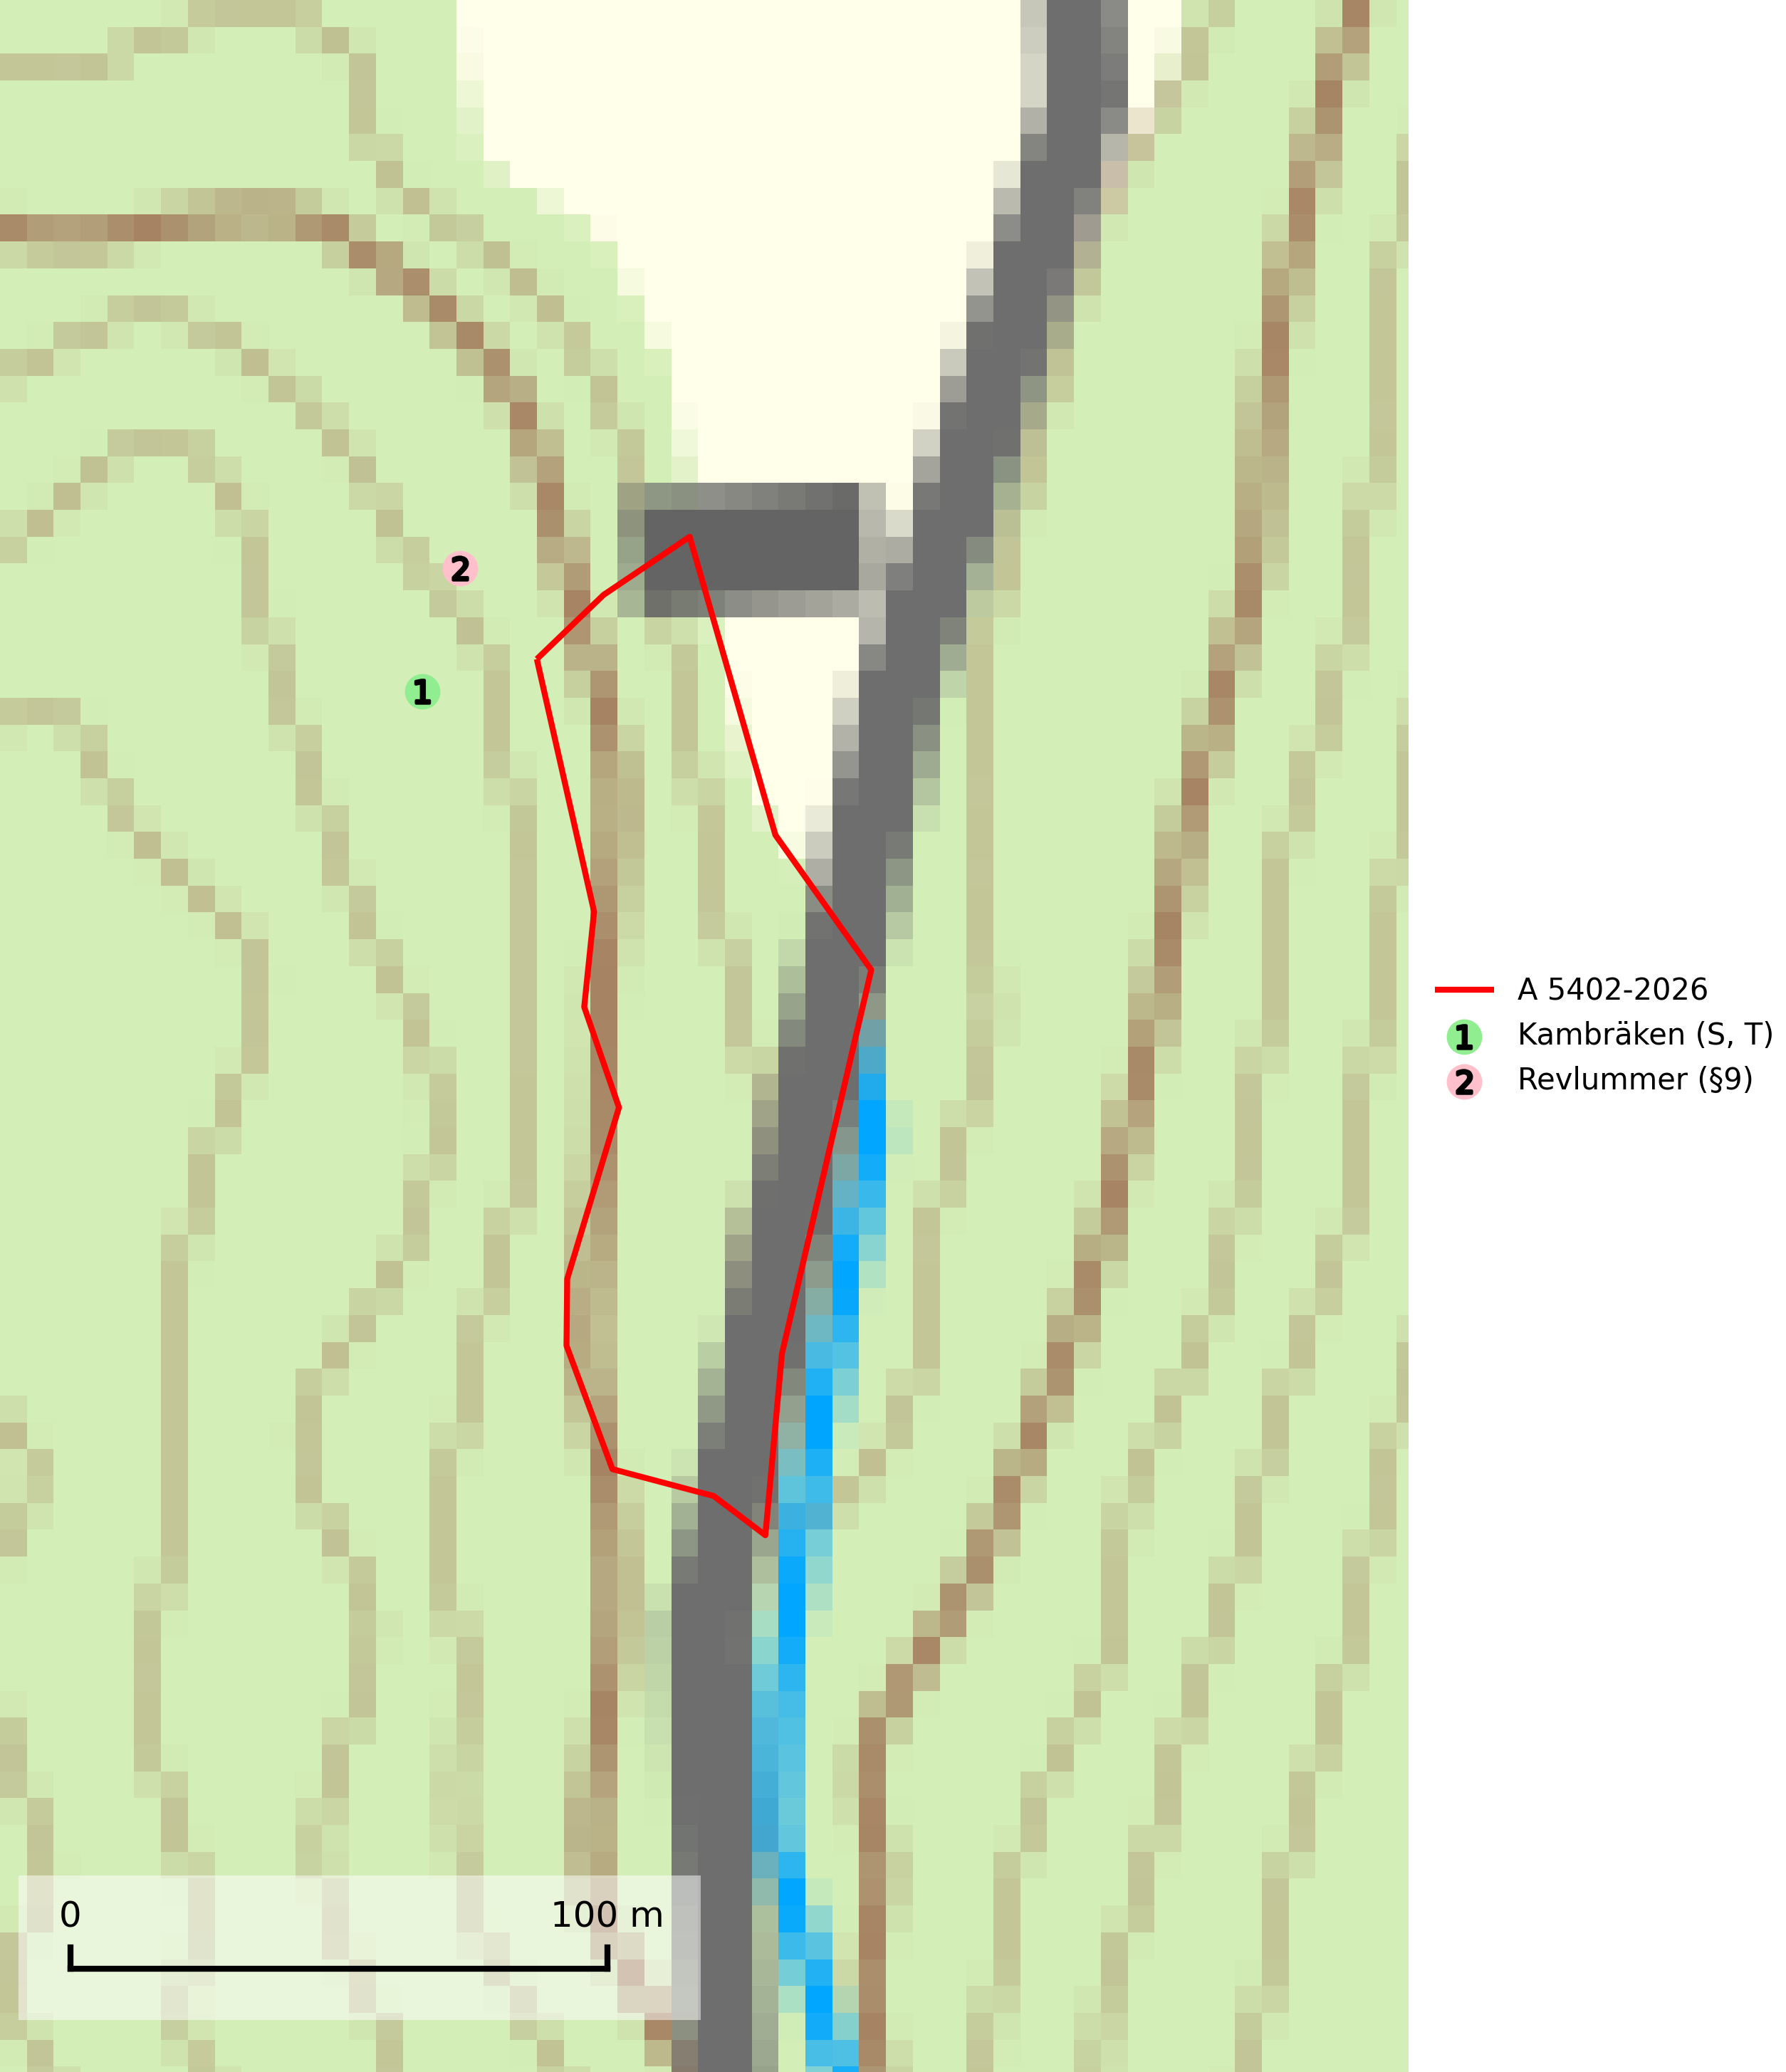 2
1
A 5402-2026
1 Kambräken (S, T)
2 Revlummer (§9)
0 100 m